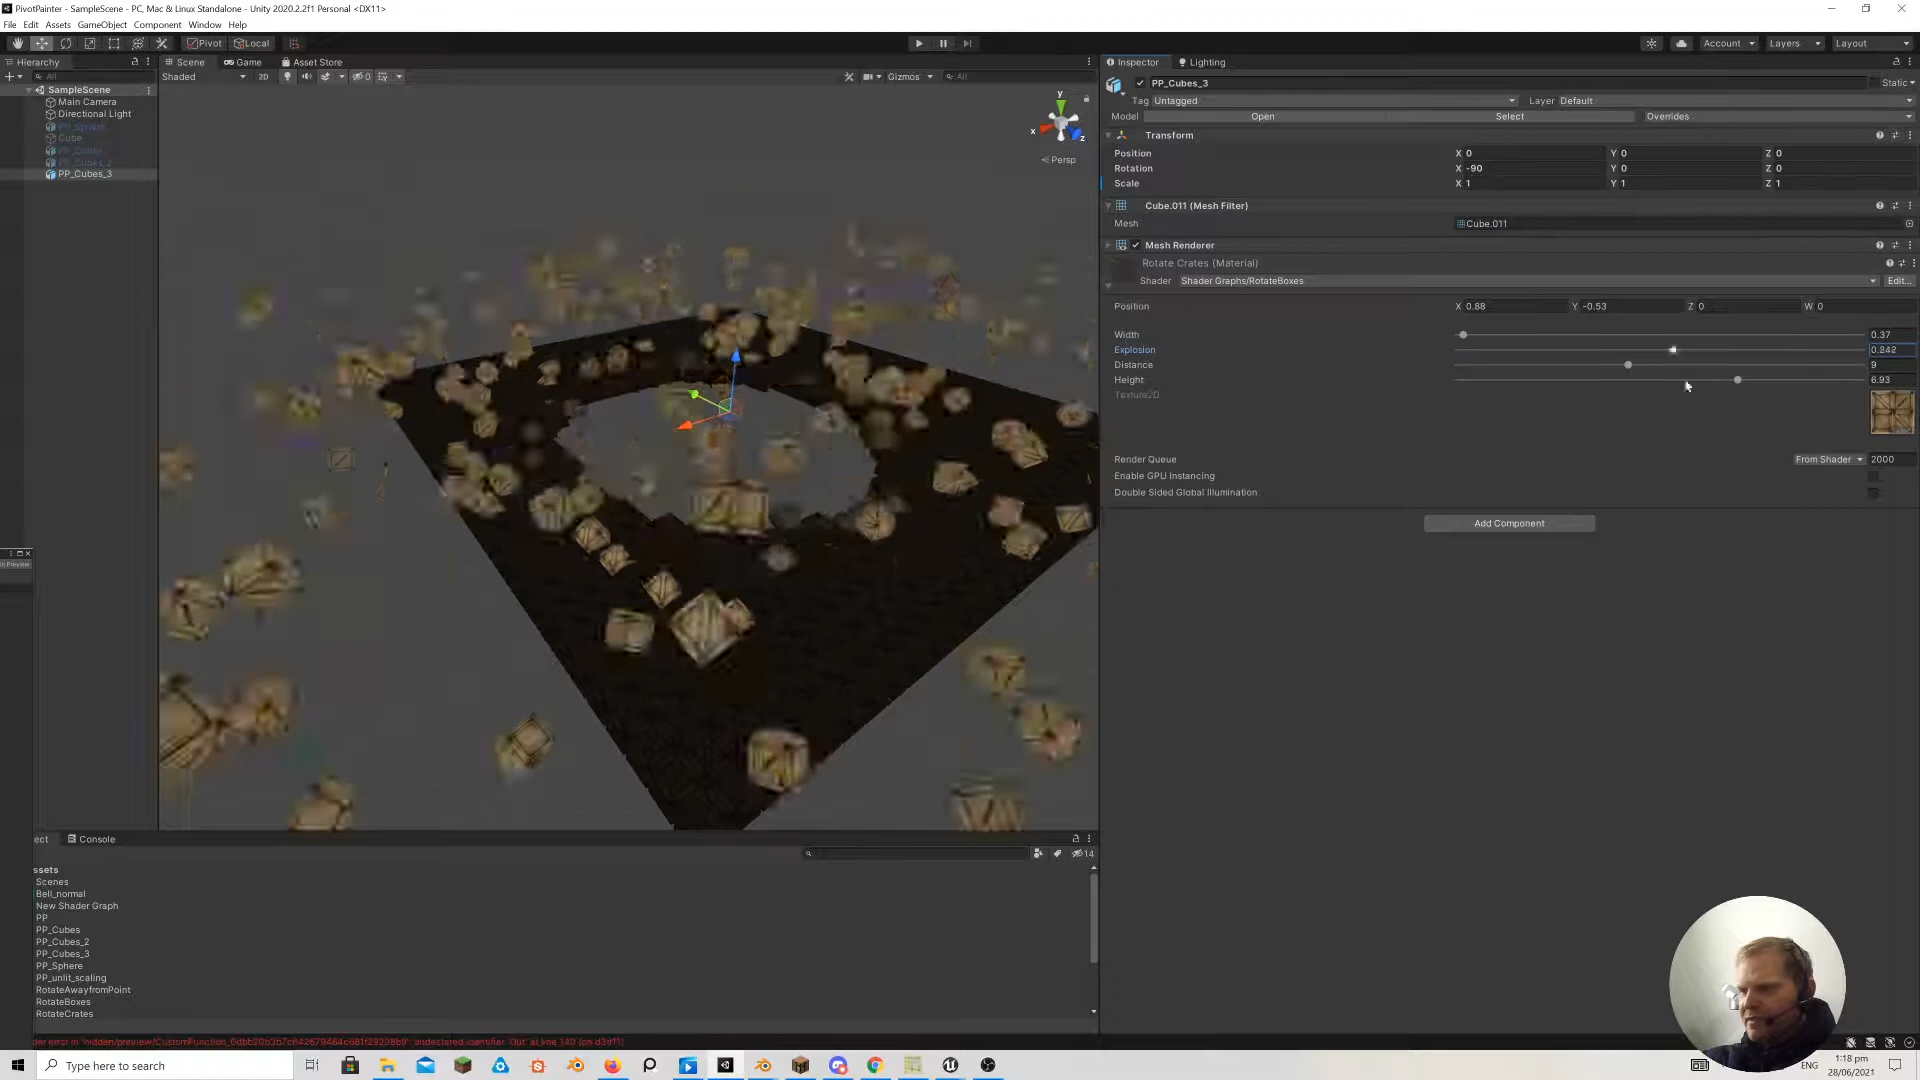 PivotPainter - SampleScene - PC, Mac & Linux Standalone - Unity 2020.2.2f1 Personal <DX11>
File Edit Assets GameObject Component Window Help
Pivot Local Account Layers Layout
Hierarchy Scene Game Asset Store Inspector Lighting
All Shaded 2D 0 Gizmos All
SampleScene
Main Camera
Directional Light
PP_Sphere
Cube
PP_Cubes
PP_Cubes_2
PP_Cubes_3
y
x
z
Persp
PP_Cubes_3 Static
Tag Untagged Layer Default
Model Open Select Overrides
Transform
Position X 0 Y 0 Z 0
Rotation X -90 Y 0 Z 0
Scale X 1 Y 1 Z 1
Cube.011 (Mesh Filter)
Mesh Cube.011
Mesh Renderer
Rotate Crates (Material)
Shader Shader Graphs/RotateBoxes Edit...
Position X 0.88 Y -0.53 Z 0 W 0
Width 0.37
Explosion 0.242
Distance 9
Height 6.93
Texture2D
Render Queue From Shader 2000
Enable GPU Instancing
Double Sided Global Illumination
Add Component
n Preview
ect Console
14
ssets
Scenes
Bell_normal
New Shader Graph
PP
PP_Cubes
PP_Cubes_2
PP_Cubes_3
PP_Sphere
PP_unlit_scaling
RotateAwayfromPoint
RotateBoxes
RotateCrates
Type here to search
ENG
1:18 pm
28/06/2021